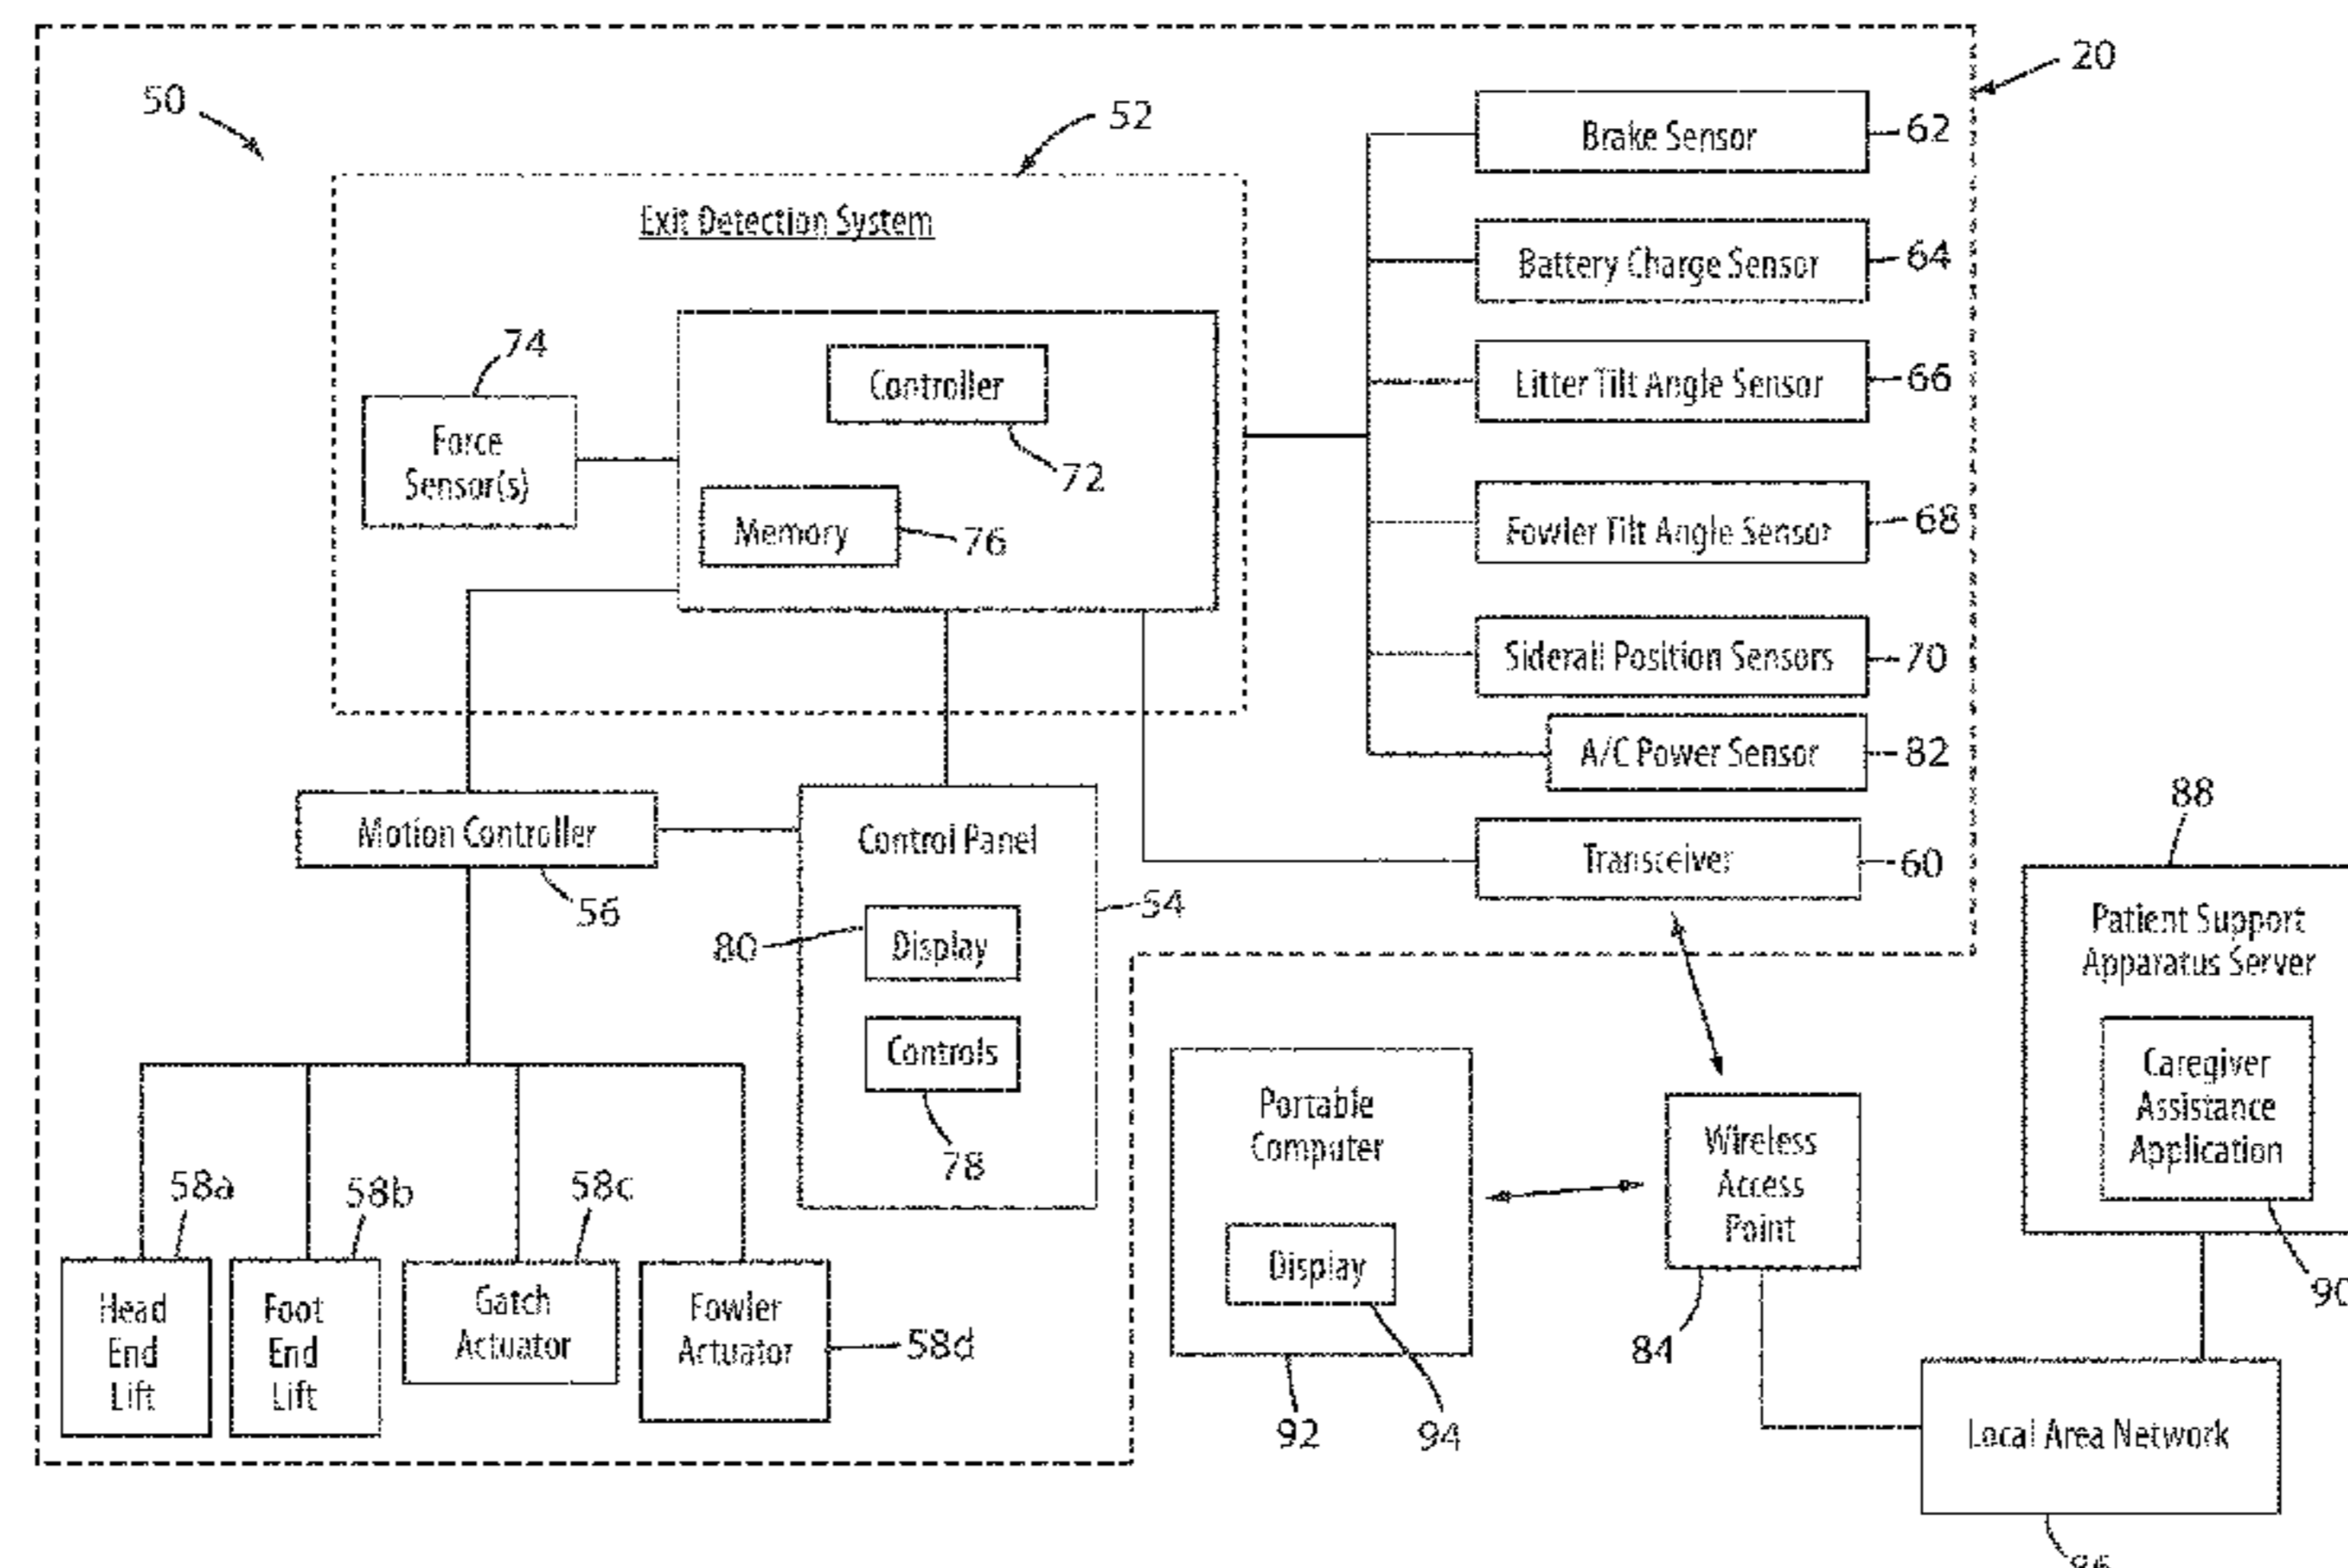 20
50
52
Brake Sensor
62
Exit Detection System
Battery Charge Sensor
64
74
Controller
Litter Tilt Angle Sensor
66
Force
Sensor(s)
72
Memory
76
Fowler Tilt Angle Sensor
68
Siderail Position Sensors
70
A/C Power Sensor
82
88
Motion Controller
Control Panel
Transceiver
60
56
54
Patient Support
Apparatus Server
80
Display
Controls
78
Portable
Computer
Wireless
Access
Point
Caregiver
Assistance
Application
58a
58b
58c
Display
90
Head
End
Lift
Foot
End
Lift
Gatch
Actuator
Fowler
Actuator
58d
84
92
94
Local Area Network